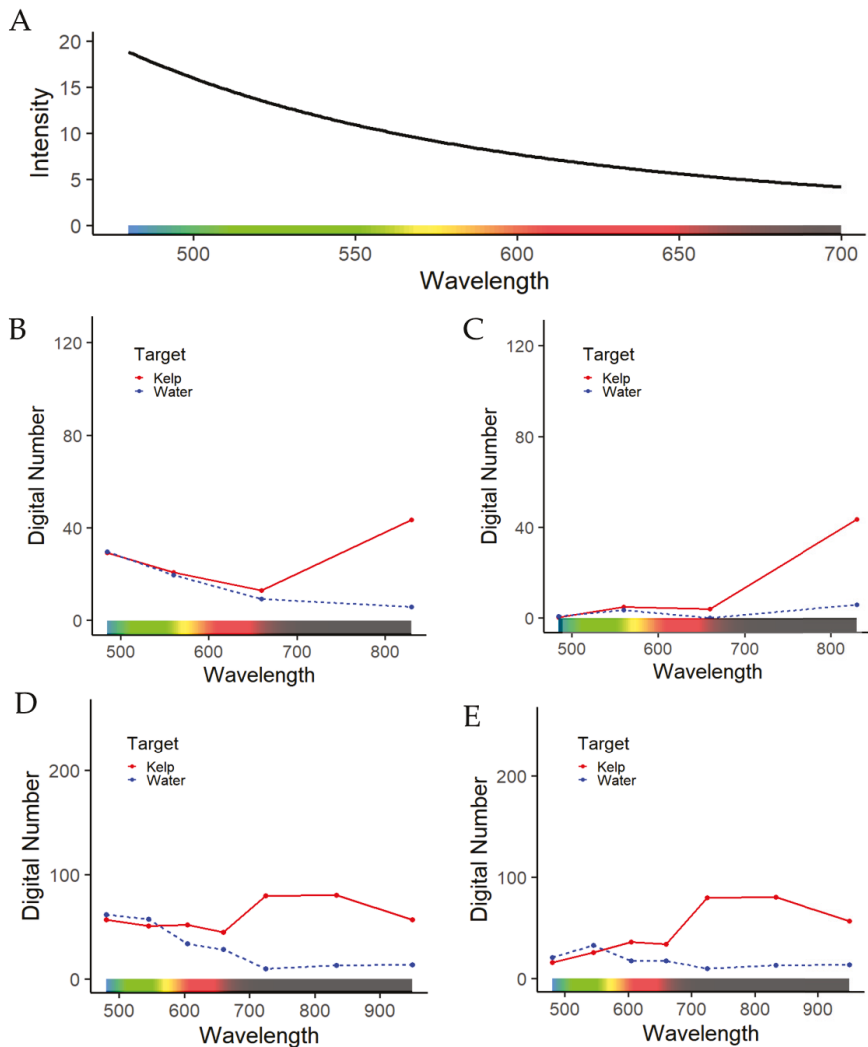 A
Intensity
20
15
10
5
0
500 550 600 650 700
Wavelength
B
Digital Number
120
80
40
0
Target
Kelp
Water
500 600 700 800
Wavelength
C
Digital Number
120
80
40
0
Target
Kelp
Water
500 600 700 800
Wavelength
D
Digital Number
200
100
0
Target
Kelp
Water
500 600 700 800 900
Wavelength
E
Digital Number
200
100
0
Target
Kelp
Water
500 600 700 800 900
Wavelength